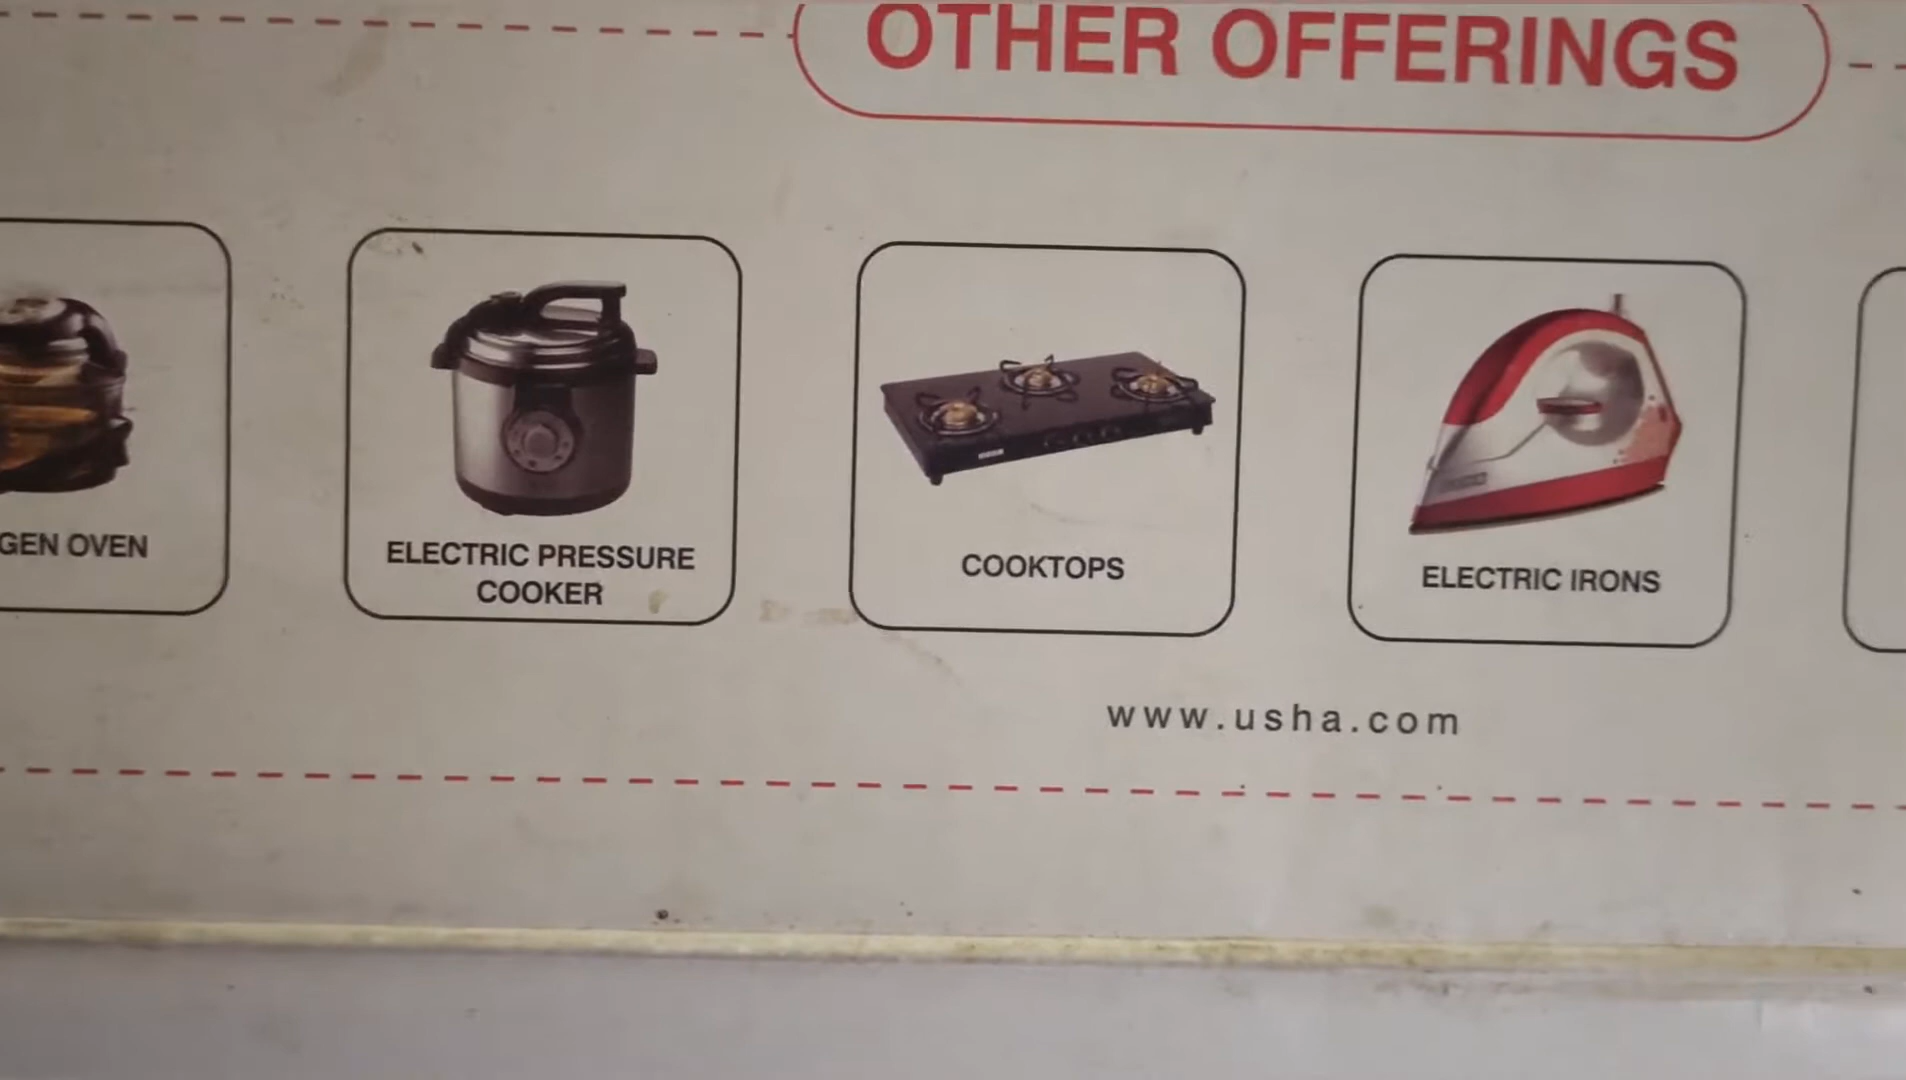 OTHER OFFERINGS
GEN OVEN
ELECTRIC PRESSURE
COOKER
COOKTOPS
ELECTRIC IRONS
www.usha.com